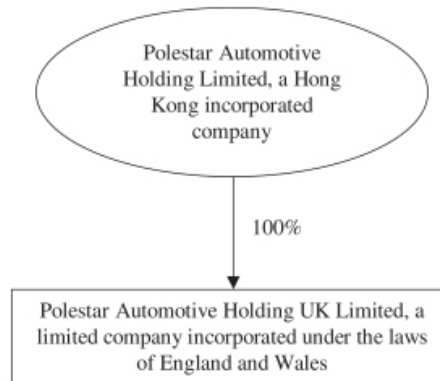 Polestar Automotive
Holding Limited, a Hong
Kong incorporated
company
100%
Polestar Automotive Holding UK Limited, a
limited company incorporated under the laws
of England and Wales